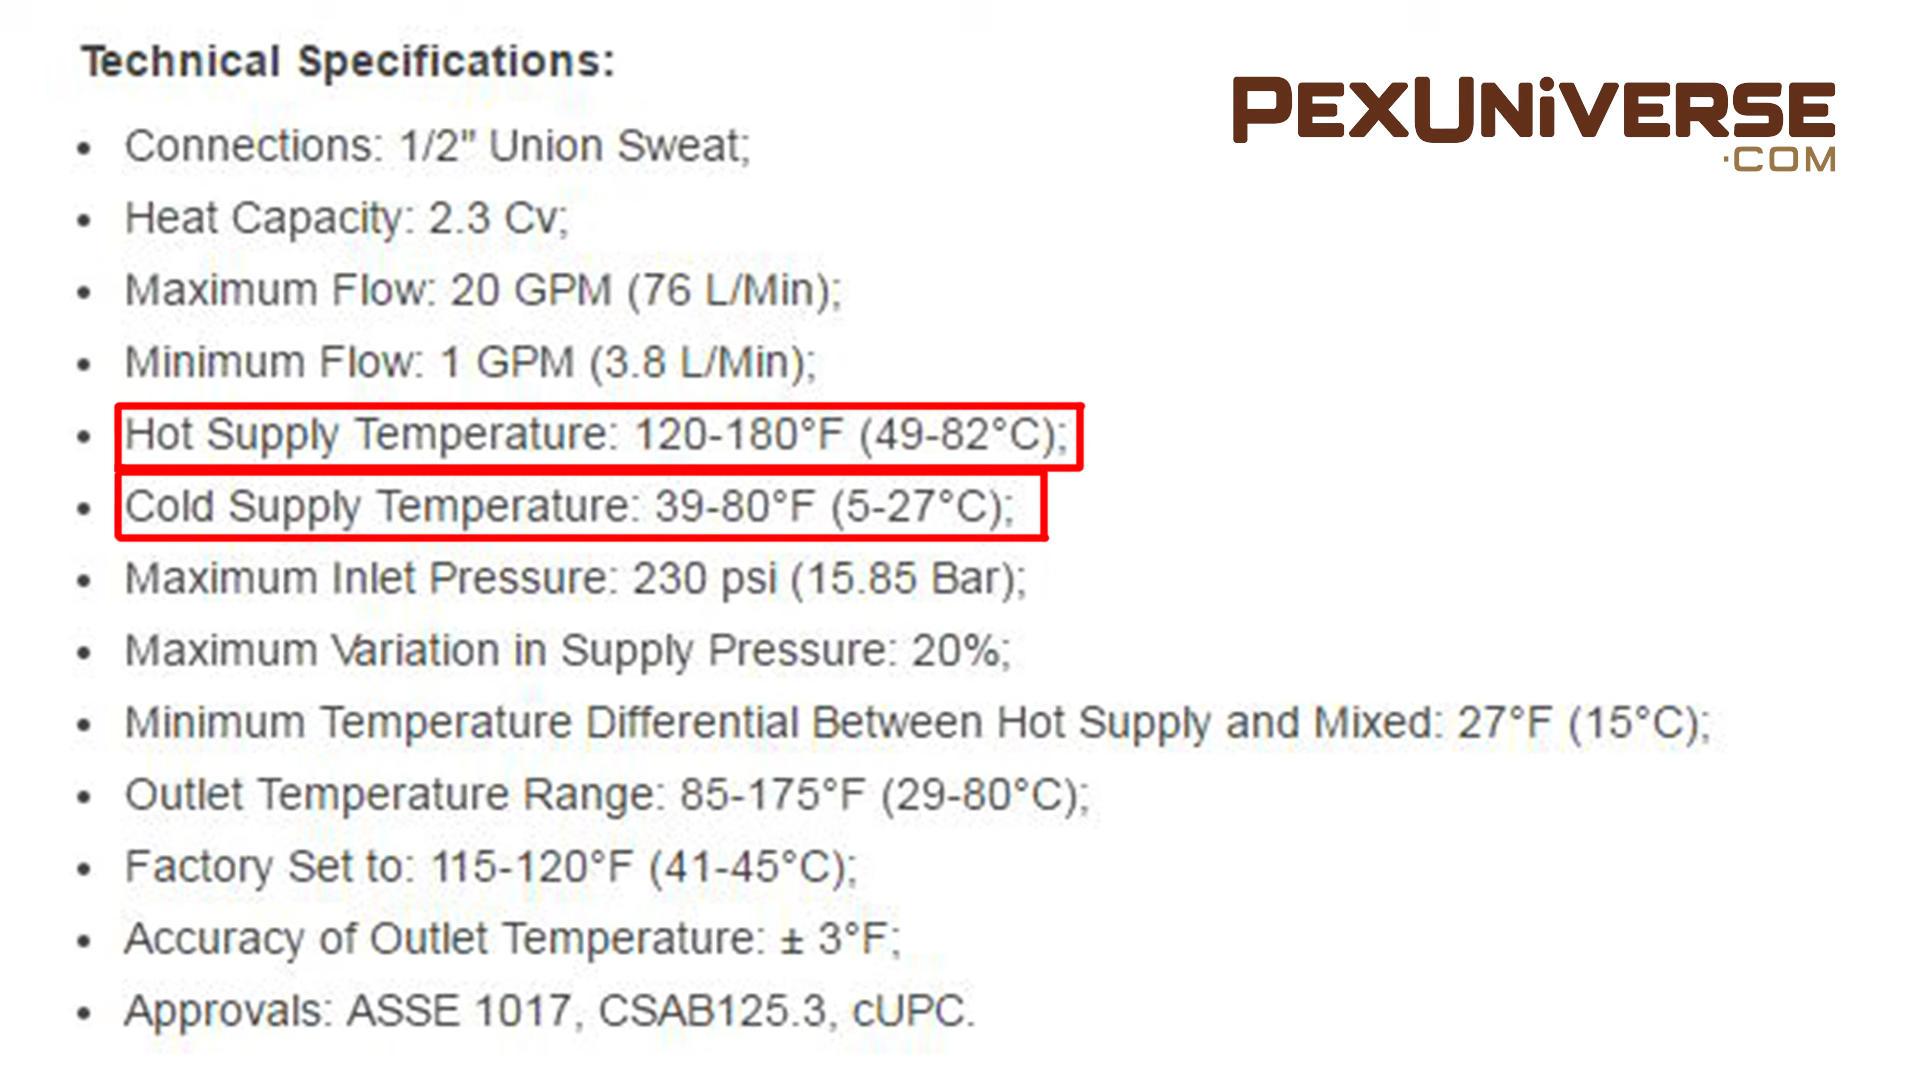 Technical Specifications:
PEXUNiVERSE
.COM
• Connections: 1/2" Union Sweat;
• Heat Capacity: 2.3 Cv;
• Maximum Flow: 20 GPM (76 L/Min);
• Minimum Flow: 1 GPM (3.8 L/Min);
• Hot Supply Temperature: 120-180°F (49-82°C);
• Cold Supply Temperature: 39-80°F (5-27°C);
• Maximum Inlet Pressure: 230 psi (15.85 Bar);
• Maximum Variation in Supply Pressure: 20%;
• Minimum Temperature Differential Between Hot Supply and Mixed: 27°F (15°C);
• Outlet Temperature Range: 85-175°F (29-80°C);
• Factory Set to: 115-120°F (41-45°C);
• Accuracy of Outlet Temperature: ± 3°F;
• Approvals: ASSE 1017, CSAB125.3, cUPC.